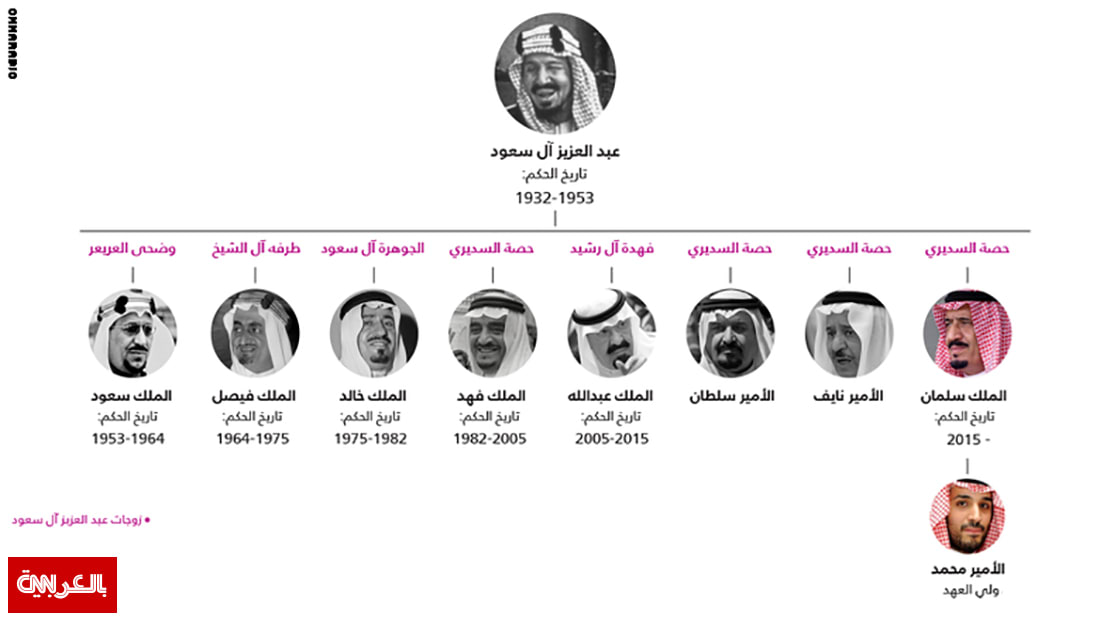 OMMARADIO
عبد العزيز آل سعود
تاريخ الحكم:
1932-1953
حصة السديري
حصة السديري
حصة السديري
فهدة آل رشيد
حصة السديري
الجوهرة آل سعود
طرفه آل الشيخ
وضحى العريعر
الملك سلمان
تاريخ الحكم:
2015 -
الأمير نايف
الأمير سلطان
الملك عبدالله
تاريخ الحكم:
2005-2015
الملك فهد
تاريخ الحكم:
1982-2005
الملك خالد
تاريخ الحكم:
1975-1982
الملك فيصل
تاريخ الحكم:
1964-1975
الملك سعود
تاريخ الحكم:
1953-1964
الأمير محمد
ولي العهد
• زوجات عبد العزيز آل سعود
CNN بالعربية